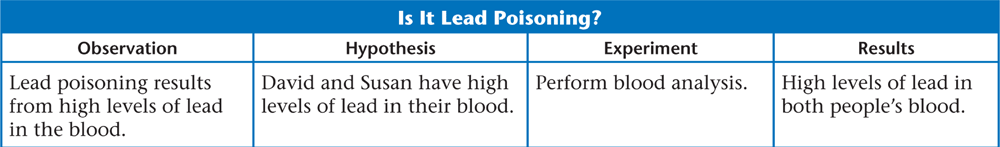 Is It Lead Poisoning?
Observation
Hypothesis
Experiment
Results
Lead poisoning results
from high levels of lead
in the blood.
David and Susan have high
levels of lead in their blood.
Perform blood analysis.
High levels of lead in
both people’s blood.